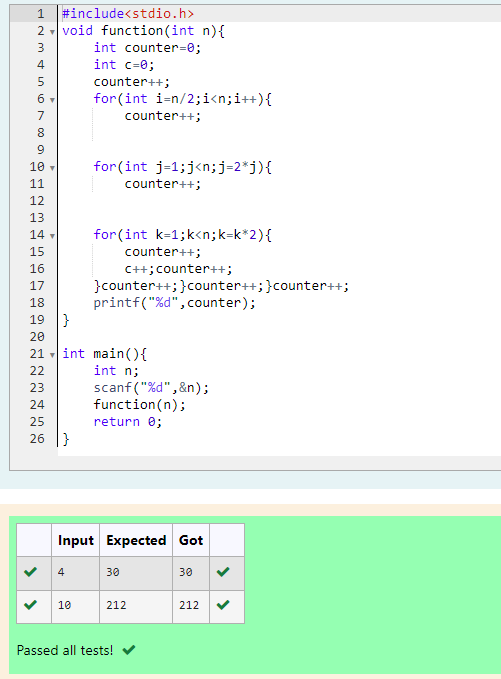 1 #include<stdio.h>
2 void function(int n){
3     int counter=0;
4     int c=0;
5     counter++;
6     for(int i=n/2;i<n;i++){
7         counter++;
8
9
10     for(int j=1;j<n;j=2*j){
11         counter++;
12
13
14     for(int k=1;k<n;k=k*2){
15         counter++;
16         c++;counter++;
17     }counter++;}counter++;}counter++;
18     printf("%d",counter);
19 }
20
21 int main(){
22     int n;
23     scanf("%d",&n);
24     function(n);
25     return 0;
26 }
Input Expected Got
4 30 30
10 212 212
Passed all tests!